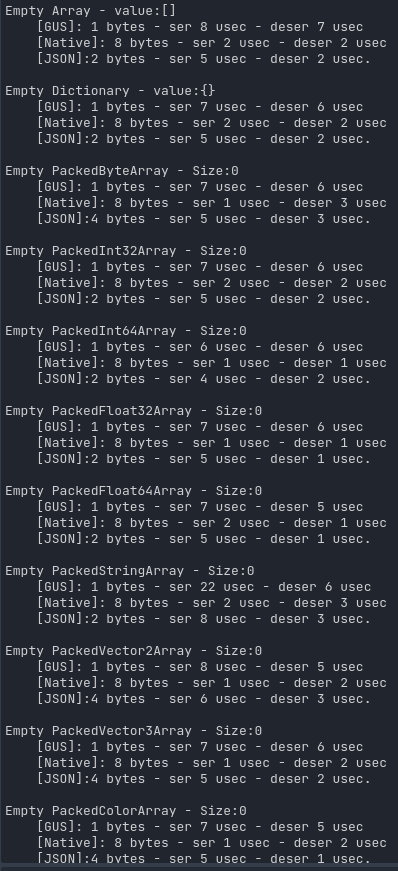 Empty Array - value:[]
[GUS]: 1 bytes - ser 8 usec - deser 7 usec
[Native]: 8 bytes - ser 2 usec - deser 2 usec
[JSON]:2 bytes - ser 5 usec - deser 2 usec.
Empty Dictionary - value:{}
[GUS]: 1 bytes - ser 7 usec - deser 6 usec
[Native]: 8 bytes - ser 2 usec - deser 2 usec
[JSON]:2 bytes - ser 5 usec - deser 2 usec.
Empty PackedByteArray - Size:0
[GUS]: 1 bytes - ser 7 usec - deser 6 usec
[Native]: 8 bytes - ser 1 usec - deser 3 usec
[JSON]:4 bytes - ser 5 usec - deser 3 usec.
Empty PackedInt32Array - Size:0
[GUS]: 1 bytes - ser 7 usec - deser 6 usec
[Native]: 8 bytes - ser 2 usec - deser 2 usec
[JSON]:2 bytes - ser 5 usec - deser 2 usec.
Empty PackedInt64Array - Size:0
[GUS]: 1 bytes - ser 6 usec - deser 6 usec
[Native]: 8 bytes - ser 1 usec - deser 1 usec
[JSON]:2 bytes - ser 4 usec - deser 2 usec.
Empty PackedFloat32Array - Size:0
[GUS]: 1 bytes - ser 7 usec - deser 6 usec
[Native]: 8 bytes - ser 1 usec - deser 1 usec
[JSON]:2 bytes - ser 5 usec - deser 1 usec.
Empty PackedFloat64Array - Size:0
[GUS]: 1 bytes - ser 7 usec - deser 5 usec
[Native]: 8 bytes - ser 2 usec - deser 1 usec
[JSON]:2 bytes - ser 5 usec - deser 1 usec.
Empty PackedStringArray - Size:0
[GUS]: 1 bytes - ser 22 usec - deser 6 usec
[Native]: 8 bytes - ser 2 usec - deser 3 usec
[JSON]:2 bytes - ser 8 usec - deser 3 usec.
Empty PackedVector2Array - Size:0
[GUS]: 1 bytes - ser 8 usec - deser 5 usec
[Native]: 8 bytes - ser 1 usec - deser 2 usec
[JSON]:4 bytes - ser 6 usec - deser 3 usec.
Empty PackedVector3Array - Size:0
[GUS]: 1 bytes - ser 7 usec - deser 6 usec
[Native]: 8 bytes - ser 1 usec - deser 2 usec
[JSON]:4 bytes - ser 5 usec - deser 2 usec.
Empty PackedColorArray - Size:0
[GUS]: 1 bytes - ser 7 usec - deser 5 usec
[Native]: 8 bytes - ser 1 usec - deser 2 usec
[JSON]:4 bytes - ser 5 usec - deser 1 usec.